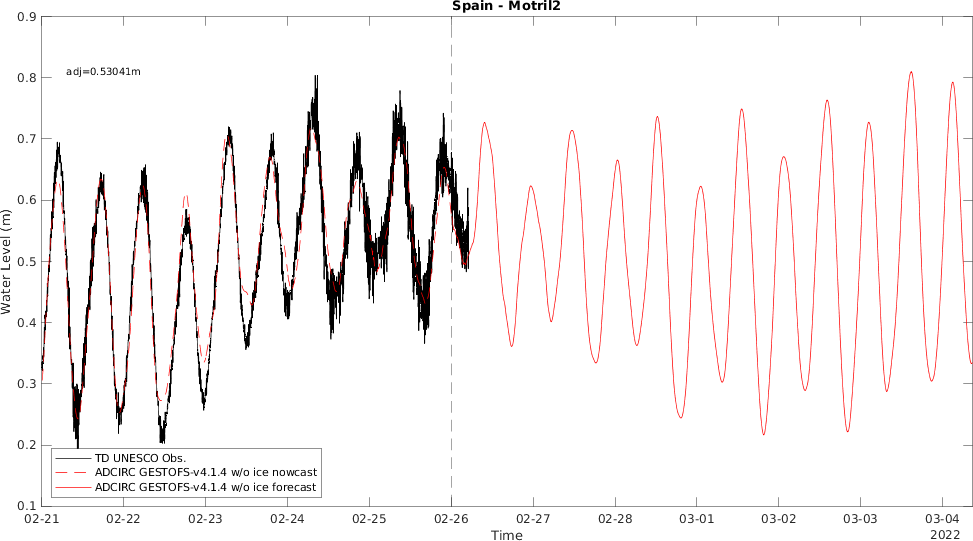 Spain - Motril2
0.9
0.8
0.7
0.6
0.5
0.4
0.3
0.2
0.1
Water Level (m)
adj=0.53041m
TD UNESCO Obs.
ADCIRC GESTOFS-v4.1.4 w/o ice nowcast
ADCIRC GESTOFS-v4.1.4 w/o ice forecast
02-21 02-22 02-23 02-24 02-25 02-26 02-27 02-28 03-01 03-02 03-03 03-04
2022
Time